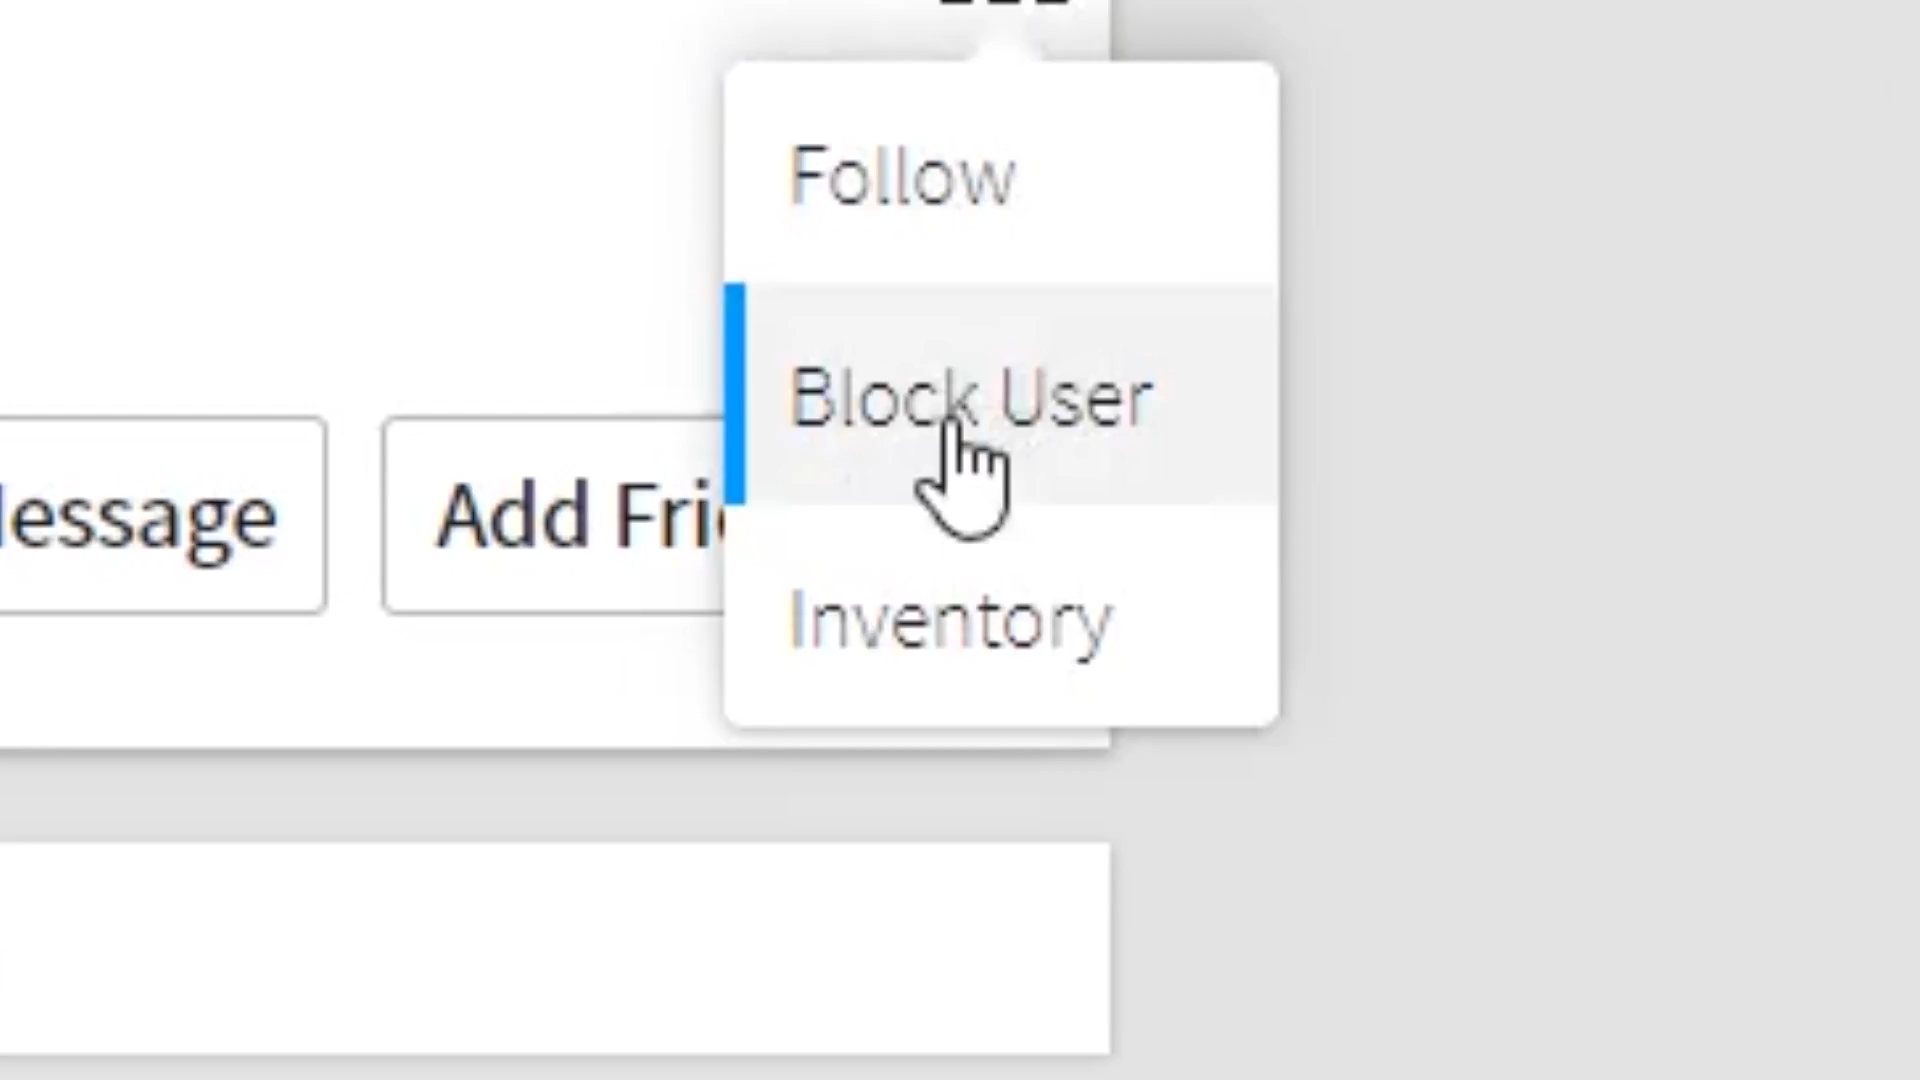 Follow
Block User
essage
Add Fri
Inventory